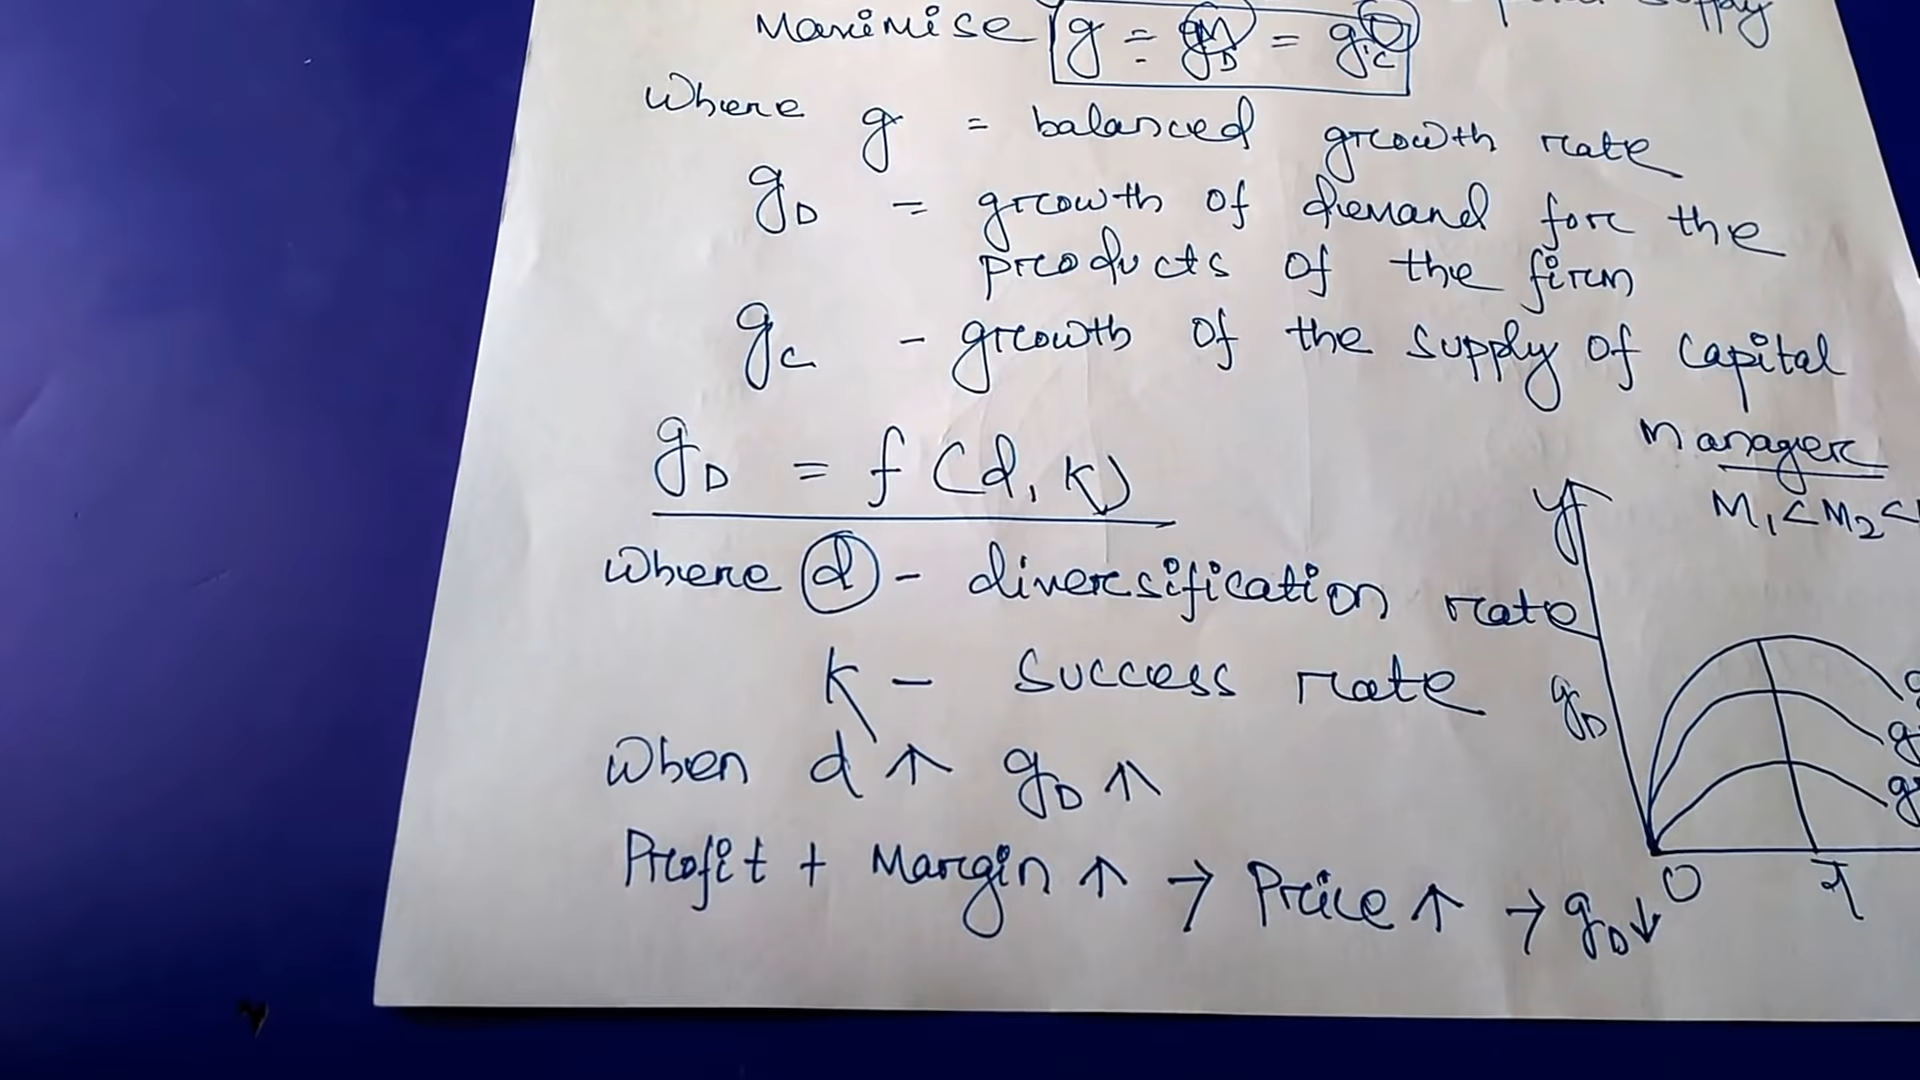 supply
Maximise g = gD = gC
Where g = balanced growth rate
gD = growth of demand for the
products of the firm
gC - growth of the supply of capital
gD = f (d, k)
where d - diversification rate
k - success rate
When d ↑ gD ↑
Profit + Margin ↑ → Price ↑ → gD ↓
Manager
M1 < M2 <
y
gD
g
g
g
0